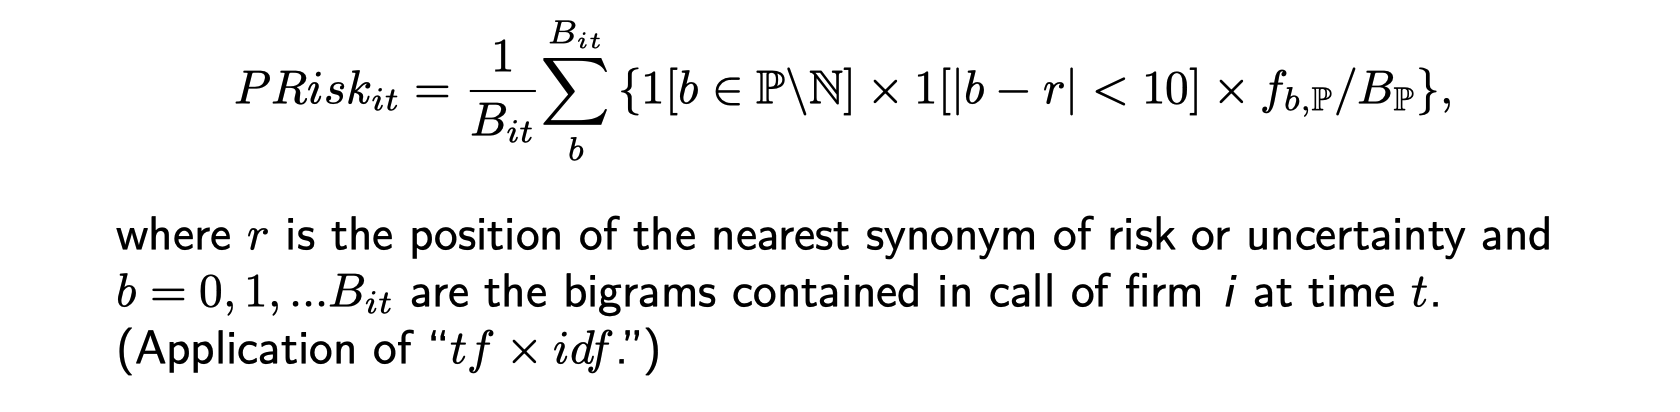 PRisk_{it} = \frac{1}{B_{it}} \sum_{b}^{B_{it}} \{1[b \in \mathbb{P}\backslash\mathbb{N}] \times 1[|b - r| < 10] \times f_{b,\mathbb{P}}/B_{\mathbb{P}}\},
where r is the position of the nearest synonym of risk or uncertainty and
b = 0, 1, ...B_{it} are the bigrams contained in call of firm i at time t.
(Application of “tf × idf.”)